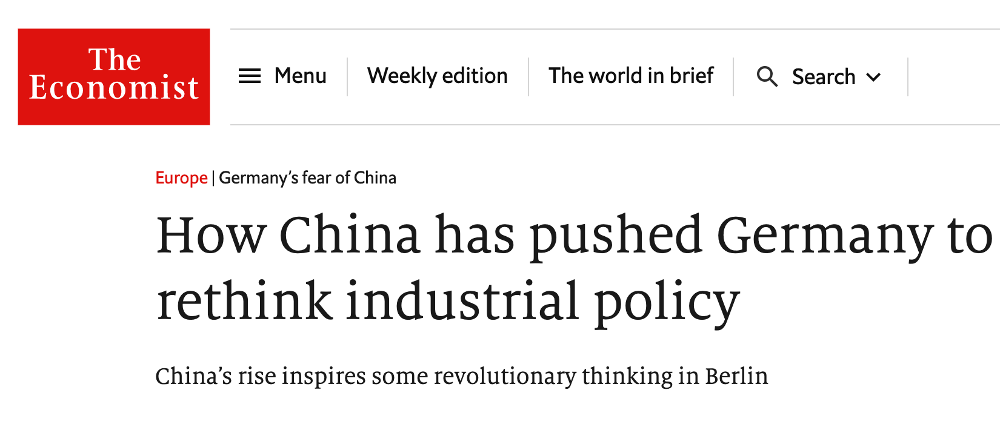 The
Economist
Menu
Weekly edition
The world in brief
Search
Europe | Germany’s fear of China
How China has pushed Germany to
rethink industrial policy
China’s rise inspires some revolutionary thinking in Berlin